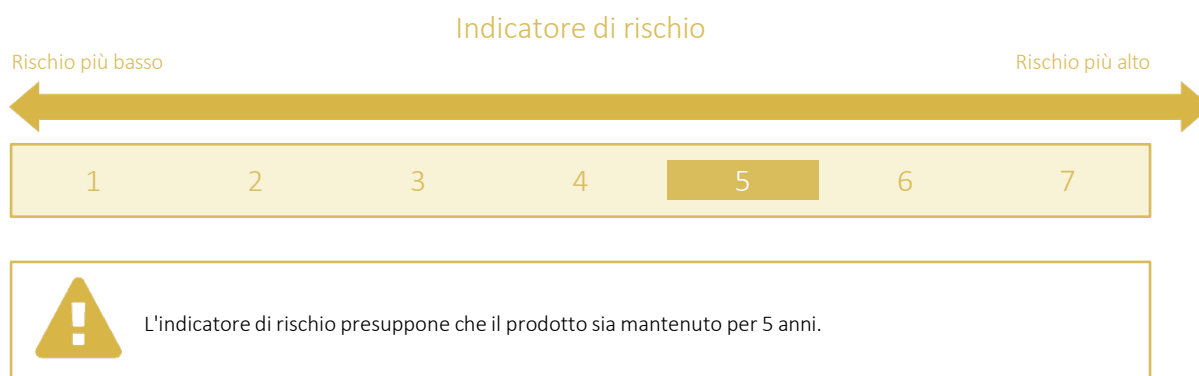 Indicatore di rischio
Rischio più basso Rischio più alto
1 2 3 4 5 6 7
L'indicatore di rischio presuppone che il prodotto sia mantenuto per 5 anni.